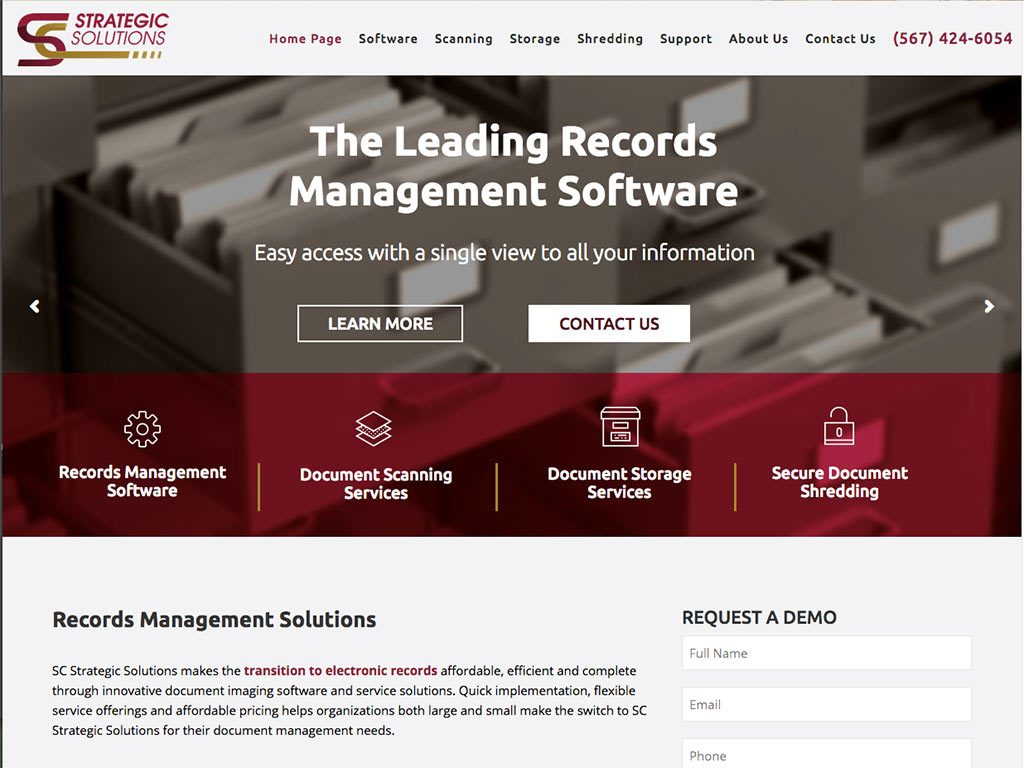 STRATEGIC
SOLUTIONS
Home Page Software Scanning Storage Shredding Support About Us Contact Us (567) 424-6054
The Leading Records
Management Software
Easy access with a single view to all your information
LEARN MORE CONTACT US
0
Records Management
Software
Document Scanning
Services
Document Storage
Services
Secure Document
Shredding
Records Management Solutions
SC Strategic Solutions makes the transition to electronic records affordable, efficient and complete
through innovative document imaging software and service solutions. Quick implementation, flexible
service offerings and affordable pricing helps organizations both large and small make the switch to SC
Strategic Solutions for their document management needs.
REQUEST A DEMO
Full Name
Email
Phone